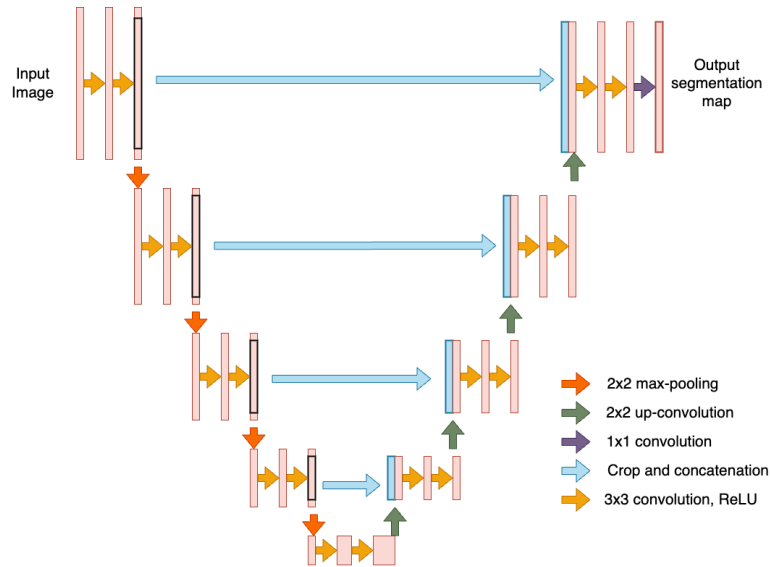 Input
Image
Output
segmentation
map
2x2 max-pooling
2x2 up-convolution
1x1 convolution
Crop and concatenation
3x3 convolution, ReLU